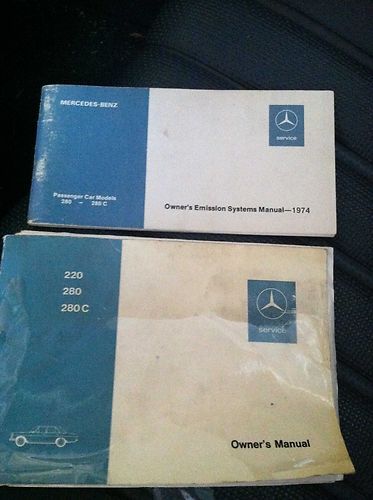 MERCEDES-BENZ
service
Passenger Car Models
280 – 280 C
Owner's Emission Systems Manual—1974
220
280
280 C
service
Owner's Manual